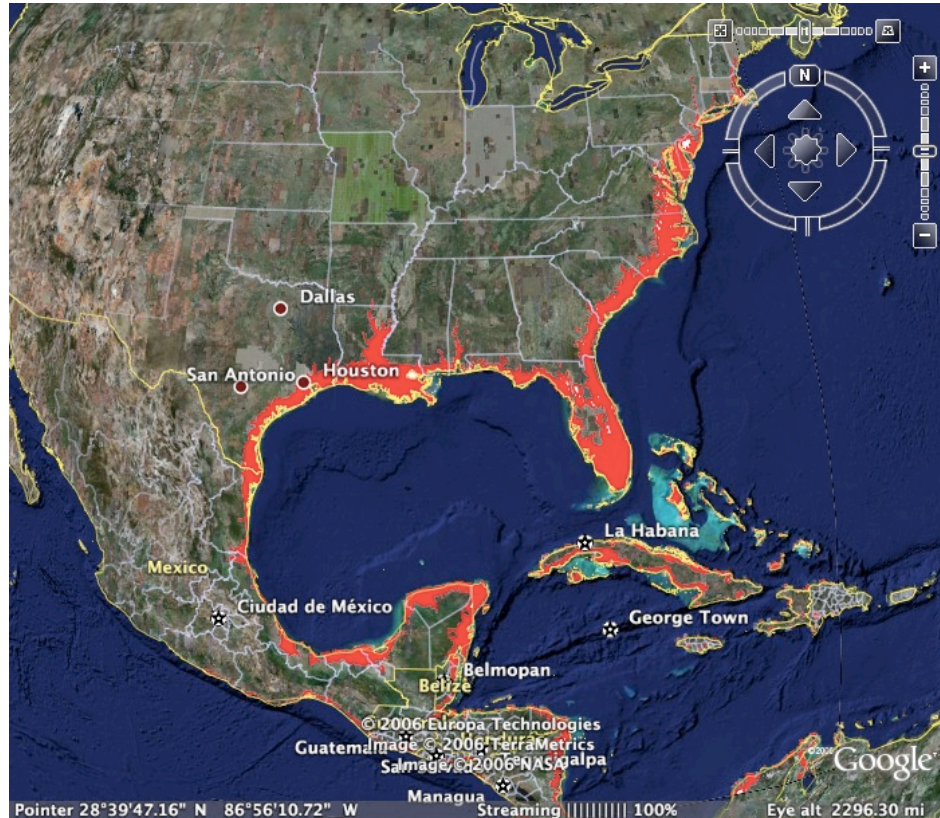 N
Dallas
San Antonio
Houston
La Habana
Mexico
Ciudad de México
George Town
Belmopan
Belize
© 2006 Europa Technologies
Image © 2006 TerraMetrics
Image © 2006 NASA
Managua
© 2006 Google
Pointer 28°39'47.16" N 86°56'10.72" W
Streaming |||||||||| 100%
Eye alt 2296.30 mi